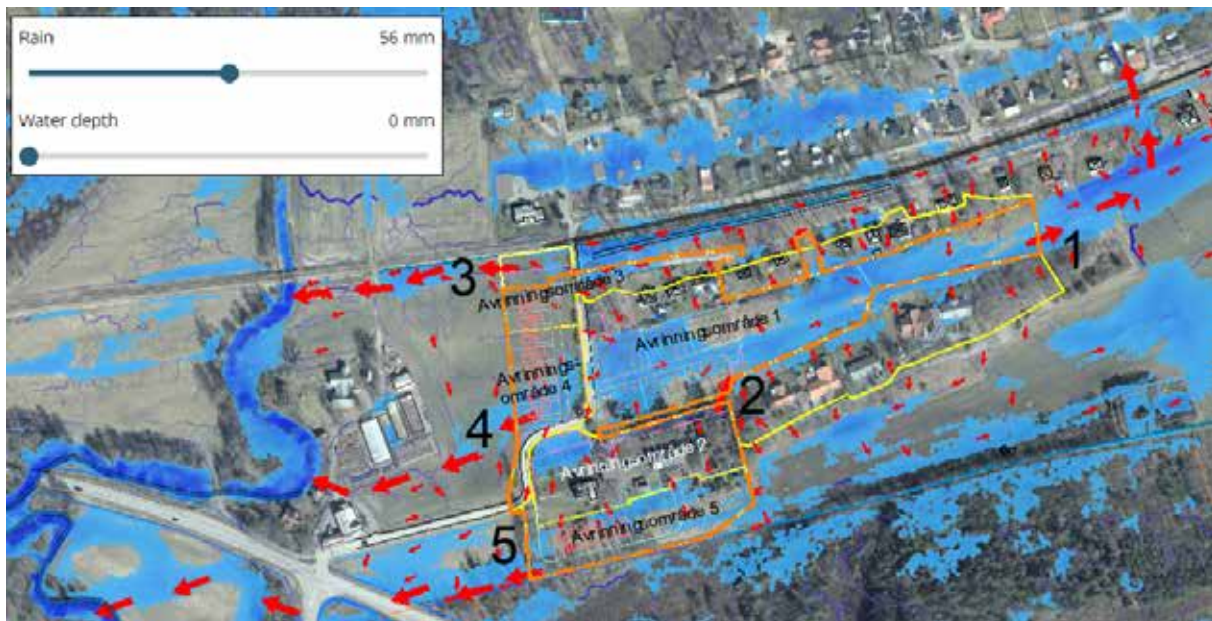 Rain 56 mm
Water depth 0 mm
1
3
Avrinningsområde 3
Avrinningsområde 1
Avrinnings-
område 4
2
4
Avrinningsområde 2
Avrinningsområde 5
5